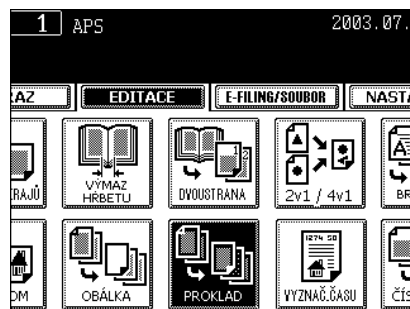 1 APS 2003.07.
:AZ EDITACE E-FILING/SOUBOR NASTA
RAJŮ VÝMAZ HŘBETU DVOUSTRANA 2v1 / 4v1 BR
OM OBÁLKA PROKLAD VYZNAČ.ČASU ČÍS